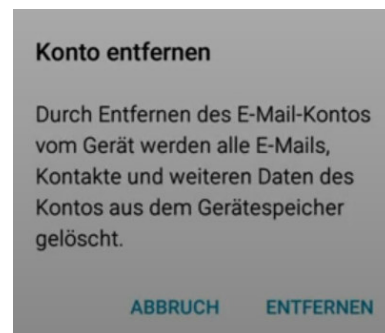 Konto entfernen
Durch Entfernen des E-Mail-Kontos
vom Gerät werden alle E-Mails,
Kontakte und weiteren Daten des
Kontos aus dem Gerätespeicher
gelöscht.
ABBRUCH ENTFERNEN